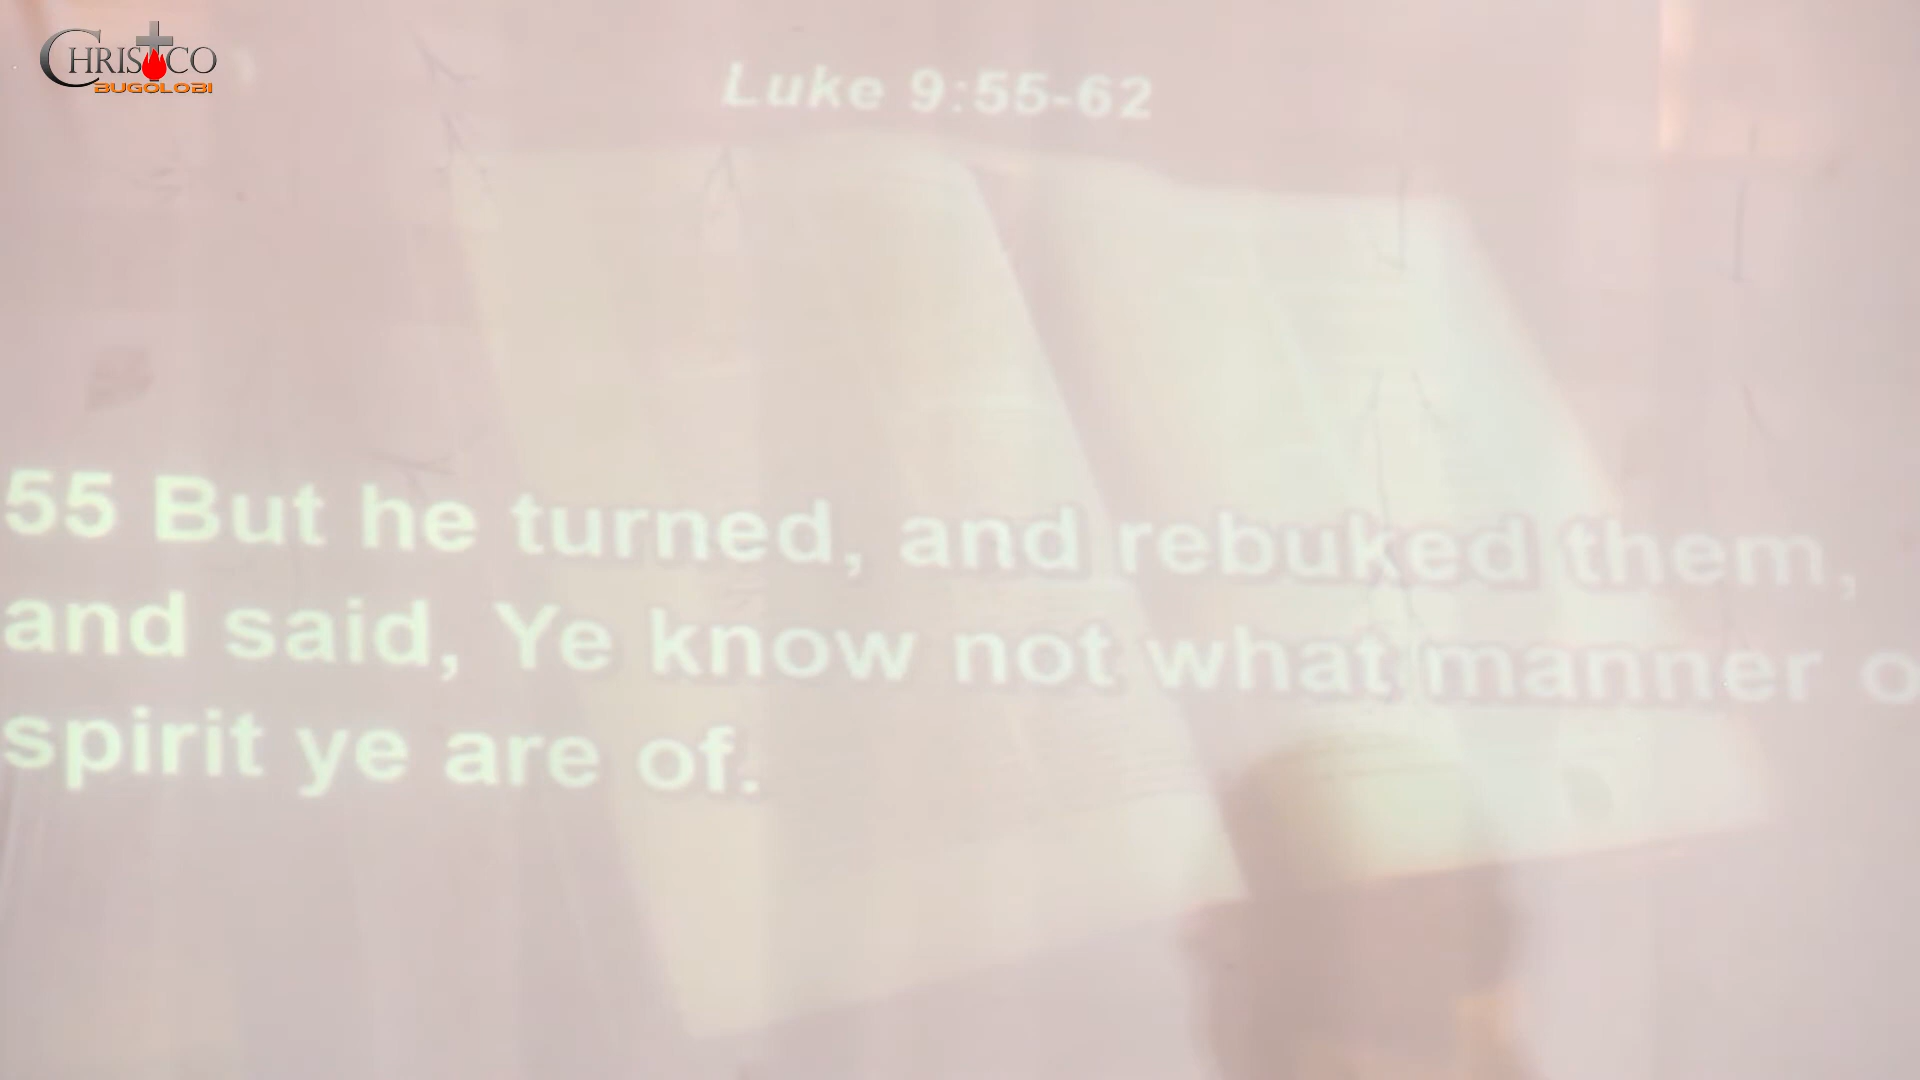 CHRISCO
BUGOLOBI
Luke 9:55-62
55 But he turned, and rebuked them,
and said, Ye know not what manner o
spirit ye are of.